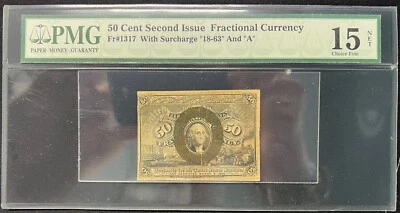 PMG
PAPER MONEY GUARANTY
50 Cent Second Issue Fractional Currency
Fr#1317 With Surcharge "18-63" And "A"
15 NET
Choice Fine
50 50